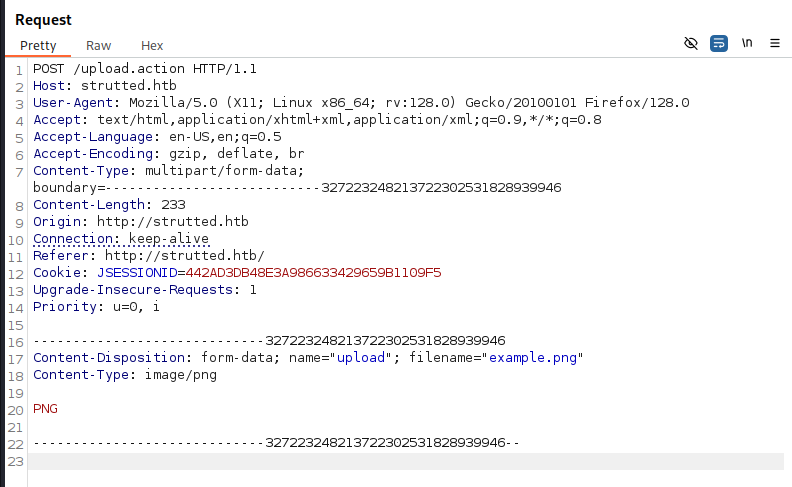 Request
Pretty Raw Hex \n
1 POST /upload.action HTTP/1.1
2 Host: strutted.htb
3 User-Agent: Mozilla/5.0 (X11; Linux x86_64; rv:128.0) Gecko/20100101 Firefox/128.0
4 Accept: text/html,application/xhtml+xml,application/xml;q=0.9,*/*;q=0.8
5 Accept-Language: en-US,en;q=0.5
6 Accept-Encoding: gzip, deflate, br
7 Content-Type: multipart/form-data;
boundary=---------------------------3272232482137223025318289​39946
8 Content-Length: 233
9 Origin: http://strutted.htb
10 Connection: keep-alive
11 Referer: http://strutted.htb/
12 Cookie: JSESSIONID=442AD3DB48E3A986633429659B1109F5
13 Upgrade-Insecure-Requests: 1
14 Priority: u=0, i
15
16 -----------------------------327223248213722302531828939946
17 Content-Disposition: form-data; name="upload"; filename="example.png"
18 Content-Type: image/png
19
20 PNG
21
22 -----------------------------327223248213722302531828939946--
23